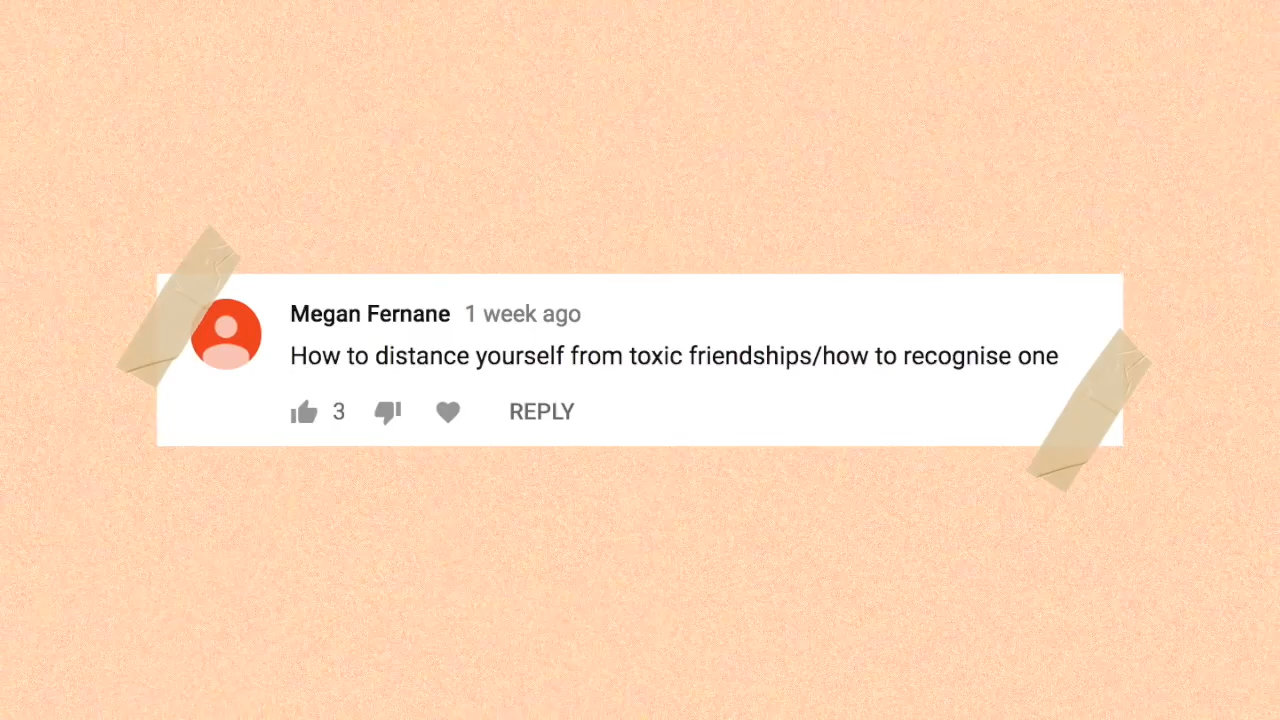 Megan Fernane 1 week ago
How to distance yourself from toxic friendships/how to recognise one
3 REPLY